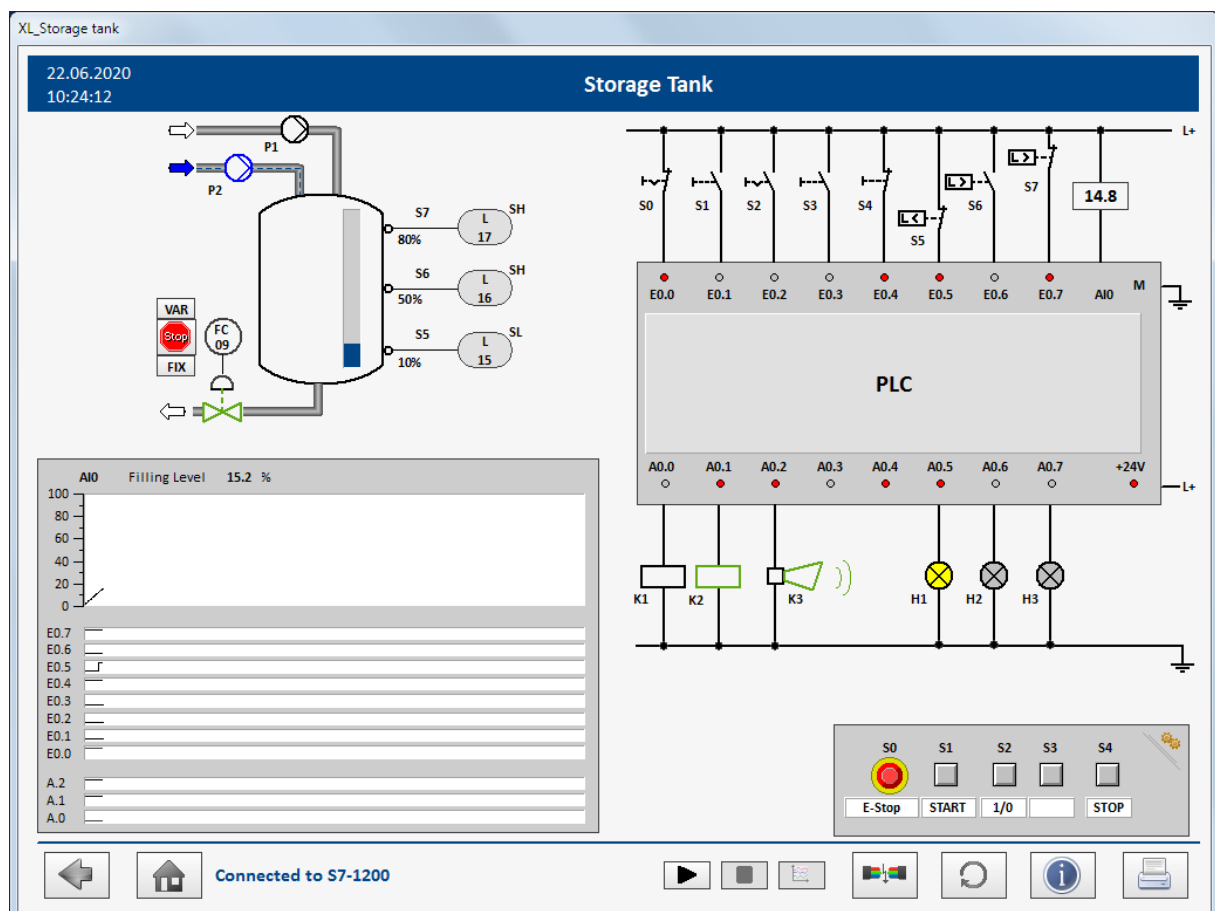 XL_Storage tank
22.06.2020
10:24:12
Storage Tank
P1
P2
S7
SH
L
17
80%
S6
SH
L
16
50%
S5
SL
L
15
10%
VAR
Stop
FIX
FC
09
L+
S0 S1 S2 S3 S4 S5 S6 S7
L<
L>
L>
14.8
E0.0 E0.1 E0.2 E0.3 E0.4 E0.5 E0.6 E0.7 AI0 M
PLC
A0.0 A0.1 A0.2 A0.3 A0.4 A0.5 A0.6 A0.7 +24V
L+
K1 K2 K3 H1 H2 H3
AI0 Filling Level 15.2 %
100
80
60
40
20
0
E0.7
E0.6
E0.5
E0.4
E0.3
E0.2
E0.1
E0.0
A.2
A.1
A.0
S0 S1 S2 S3 S4
E-Stop START 1/0 STOP
Connected to S7-1200